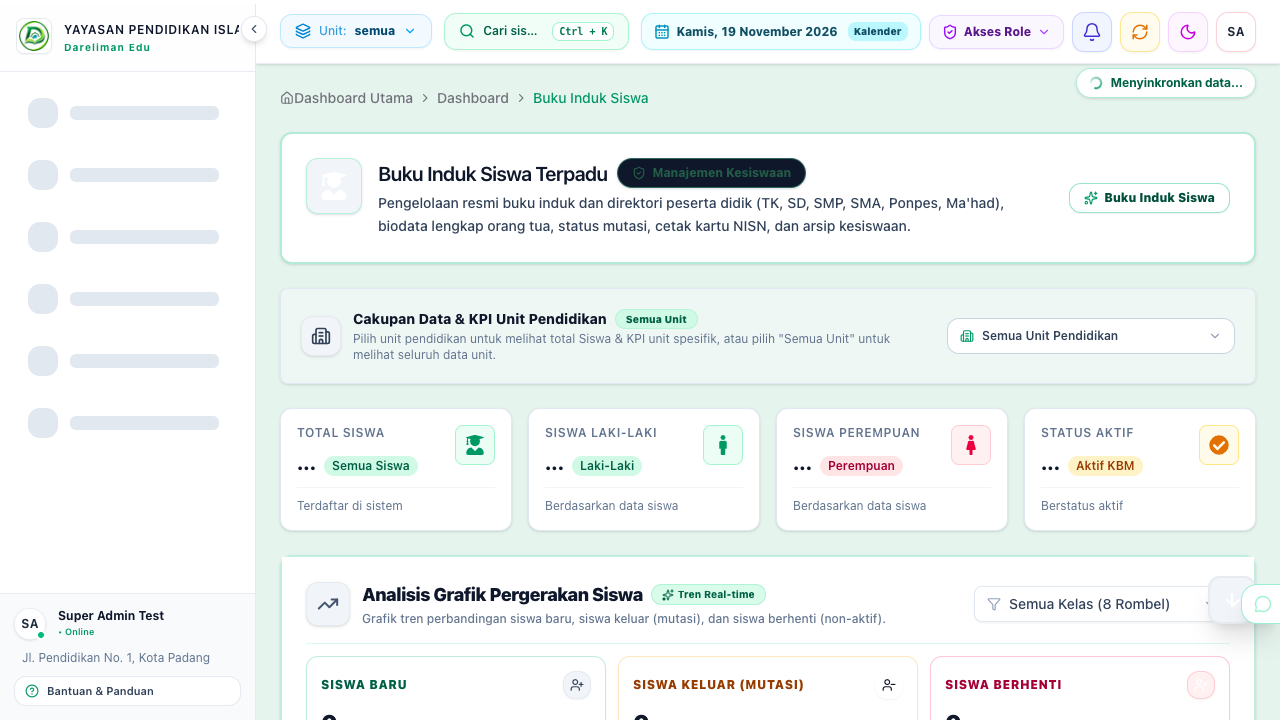 YAYASAN PENDIDIKAN ISLA
Dareliman Edu
Unit: semua
Cari sis...
Ctrl + K
Kamis, 19 November 2026
Kalender
Akses Role
SA
Menyinkronkan data...
Dashboard Utama
Dashboard
Buku Induk Siswa
Buku Induk Siswa Terpadu
Manajemen Kesiswaan
Pengelolaan resmi buku induk dan direktori peserta didik (TK, SD, SMP, SMA, Ponpes, Ma'had),
biodata lengkap orang tua, status mutasi, cetak kartu NISN, dan arsip kesiswaan.
Buku Induk Siswa
Cakupan Data & KPI Unit Pendidikan
Semua Unit
Pilih unit pendidikan untuk melihat total Siswa & KPI unit spesifik, atau pilih "Semua Unit" untuk
melihat seluruh data unit.
Semua Unit Pendidikan
TOTAL SISWA
... Semua Siswa
Terdaftar di sistem
SISWA LAKI-LAKI
... Laki-Laki
Berdasarkan data siswa
SISWA PEREMPUAN
... Perempuan
Berdasarkan data siswa
STATUS AKTIF
... Aktif KBM
Berstatus aktif
Analisis Grafik Pergerakan Siswa
Tren Real-time
Grafik tren perbandingan siswa baru, siswa keluar (mutasi), dan siswa berhenti (non-aktif).
Semua Kelas (8 Rombel)
SISWA BARU
SISWA KELUAR (MUTASI)
SISWA BERHENTI
SA
Super Admin Test
• Online
Jl. Pendidikan No. 1, Kota Padang
Bantuan & Panduan